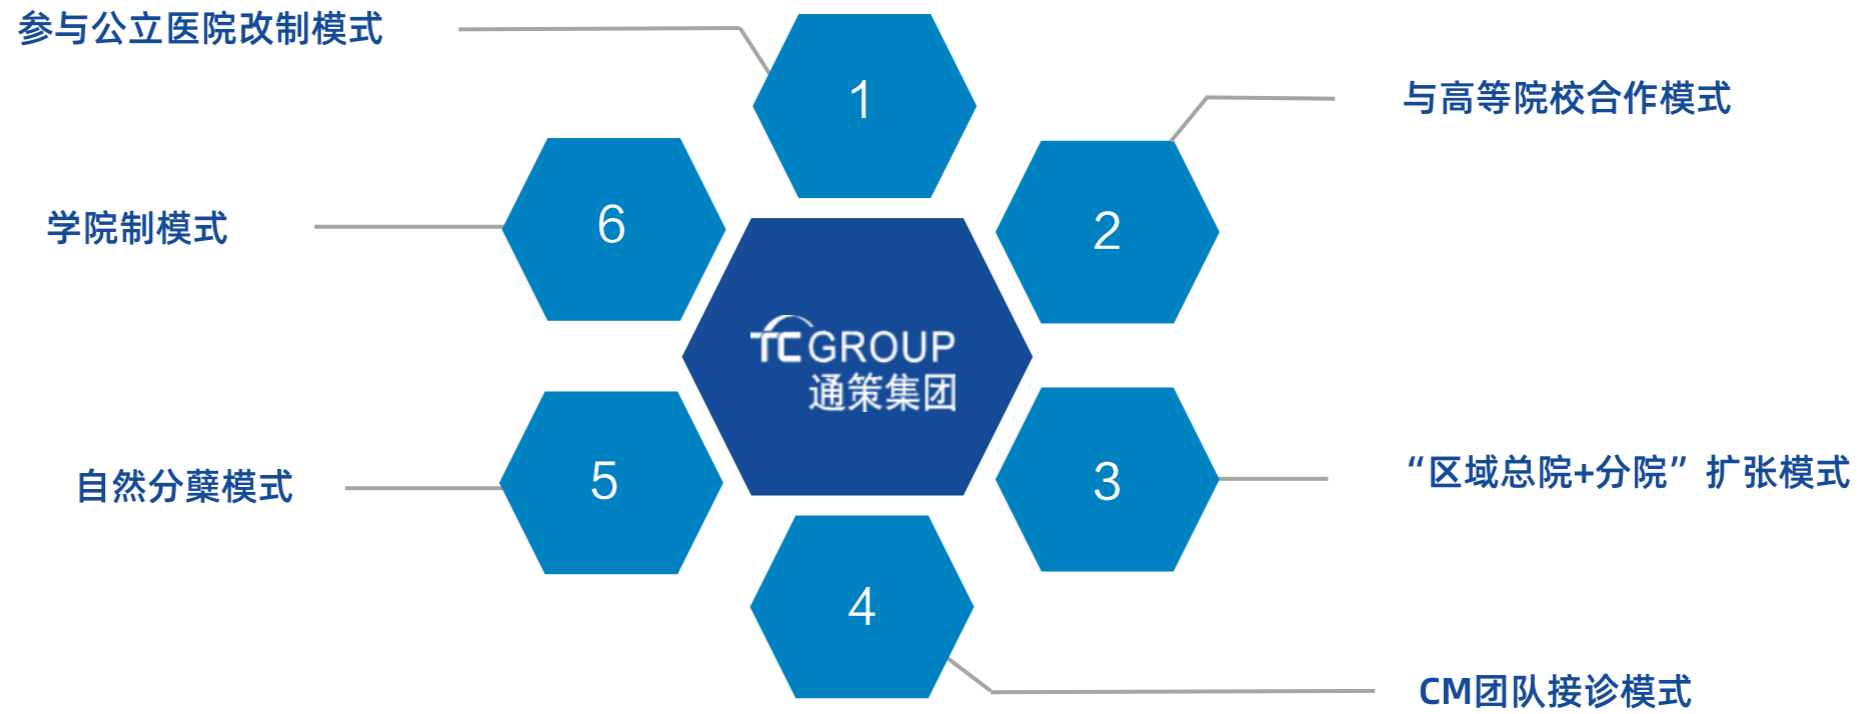 参与公立医院改制模式
1
与高等院校合作模式
2
学院制模式
6
TC GROUP
通策集团
自然分蘖模式
5
3
“区域总院+分院”扩张模式
4
CM团队接诊模式